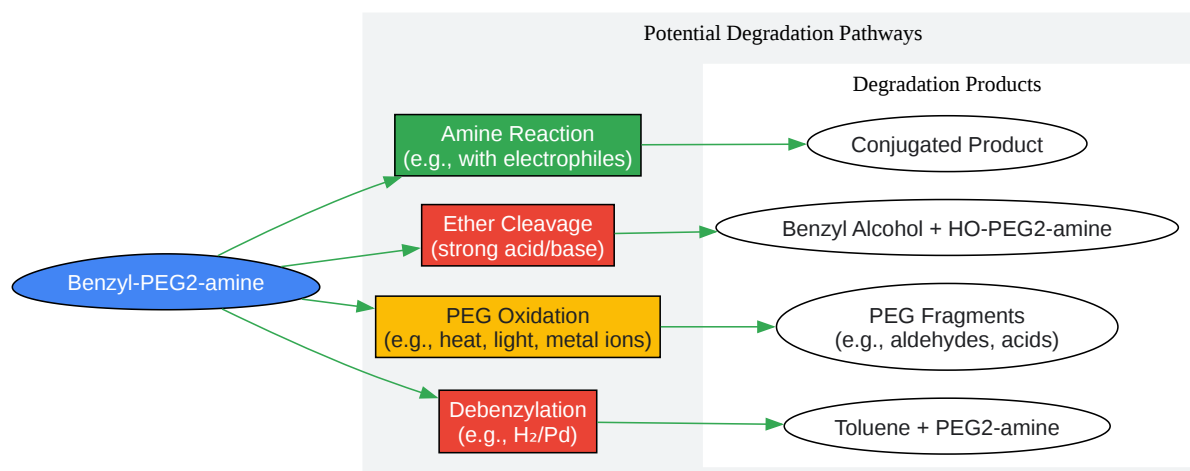 Potential Degradation Pathways
Degradation Products
Amine Reaction
(e.g., with electrophiles)
Conjugated Product
Ether Cleavage
(strong acid/base)
Benzyl Alcohol + HO-PEG2-amine
Benzyl-PEG2-amine
PEG Oxidation
(e.g., heat, light, metal ions)
PEG Fragments
(e.g., aldehydes, acids)
Debenzylation
(e.g., H₂/Pd)
Toluene + PEG2-amine